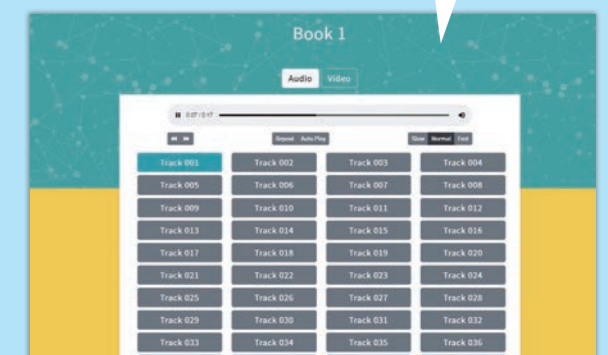 Book 1
Audio Video
0:07 / 0:17
Repeat Auto Play Slow Normal Fast
Track 001 Track 002 Track 003 Track 004
Track 005 Track 006 Track 007 Track 008
Track 009 Track 010 Track 011 Track 012
Track 013 Track 014 Track 015 Track 016
Track 017 Track 018 Track 019 Track 020
Track 021 Track 022 Track 023 Track 024
Track 025 Track 026 Track 027 Track 028
Track 029 Track 030 Track 031 Track 032
Track 033 Track 034 Track 035 Track 036